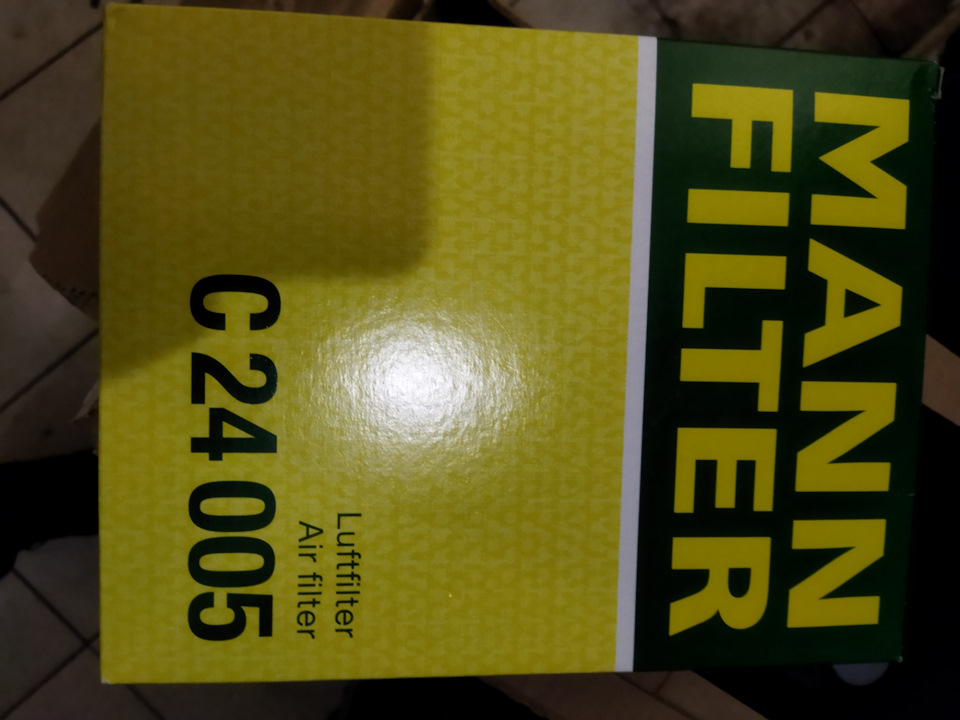 MANN
FILTER
Luftfilter
Air filter
C 24 005